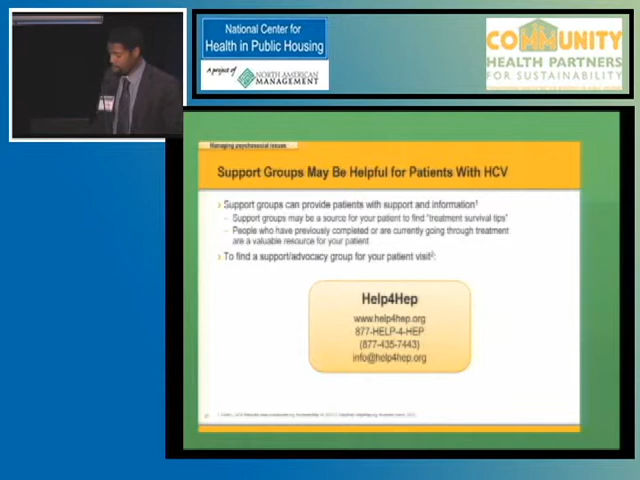 National Center for
Health in Public Housing
A project of
NORTH AMERICAN
MANAGEMENT
COMMUNITY
HEALTH PARTNERS
FOR SUSTAINABILITY
Managing psychosocial issues
Support Groups May Be Helpful for Patients With HCV
› Support groups can provide patients with support and information¹
– Support groups may be a source for your patient to find "treatment survival tips"
– People who have previously completed or are currently going through treatment
are a valuable resource for your patient
› To find a support/advocacy group for your patient visit²:
Help4Hep
www.help4hep.org
877-HELP-4-HEP
(877-435-7443)
info@help4hep.org